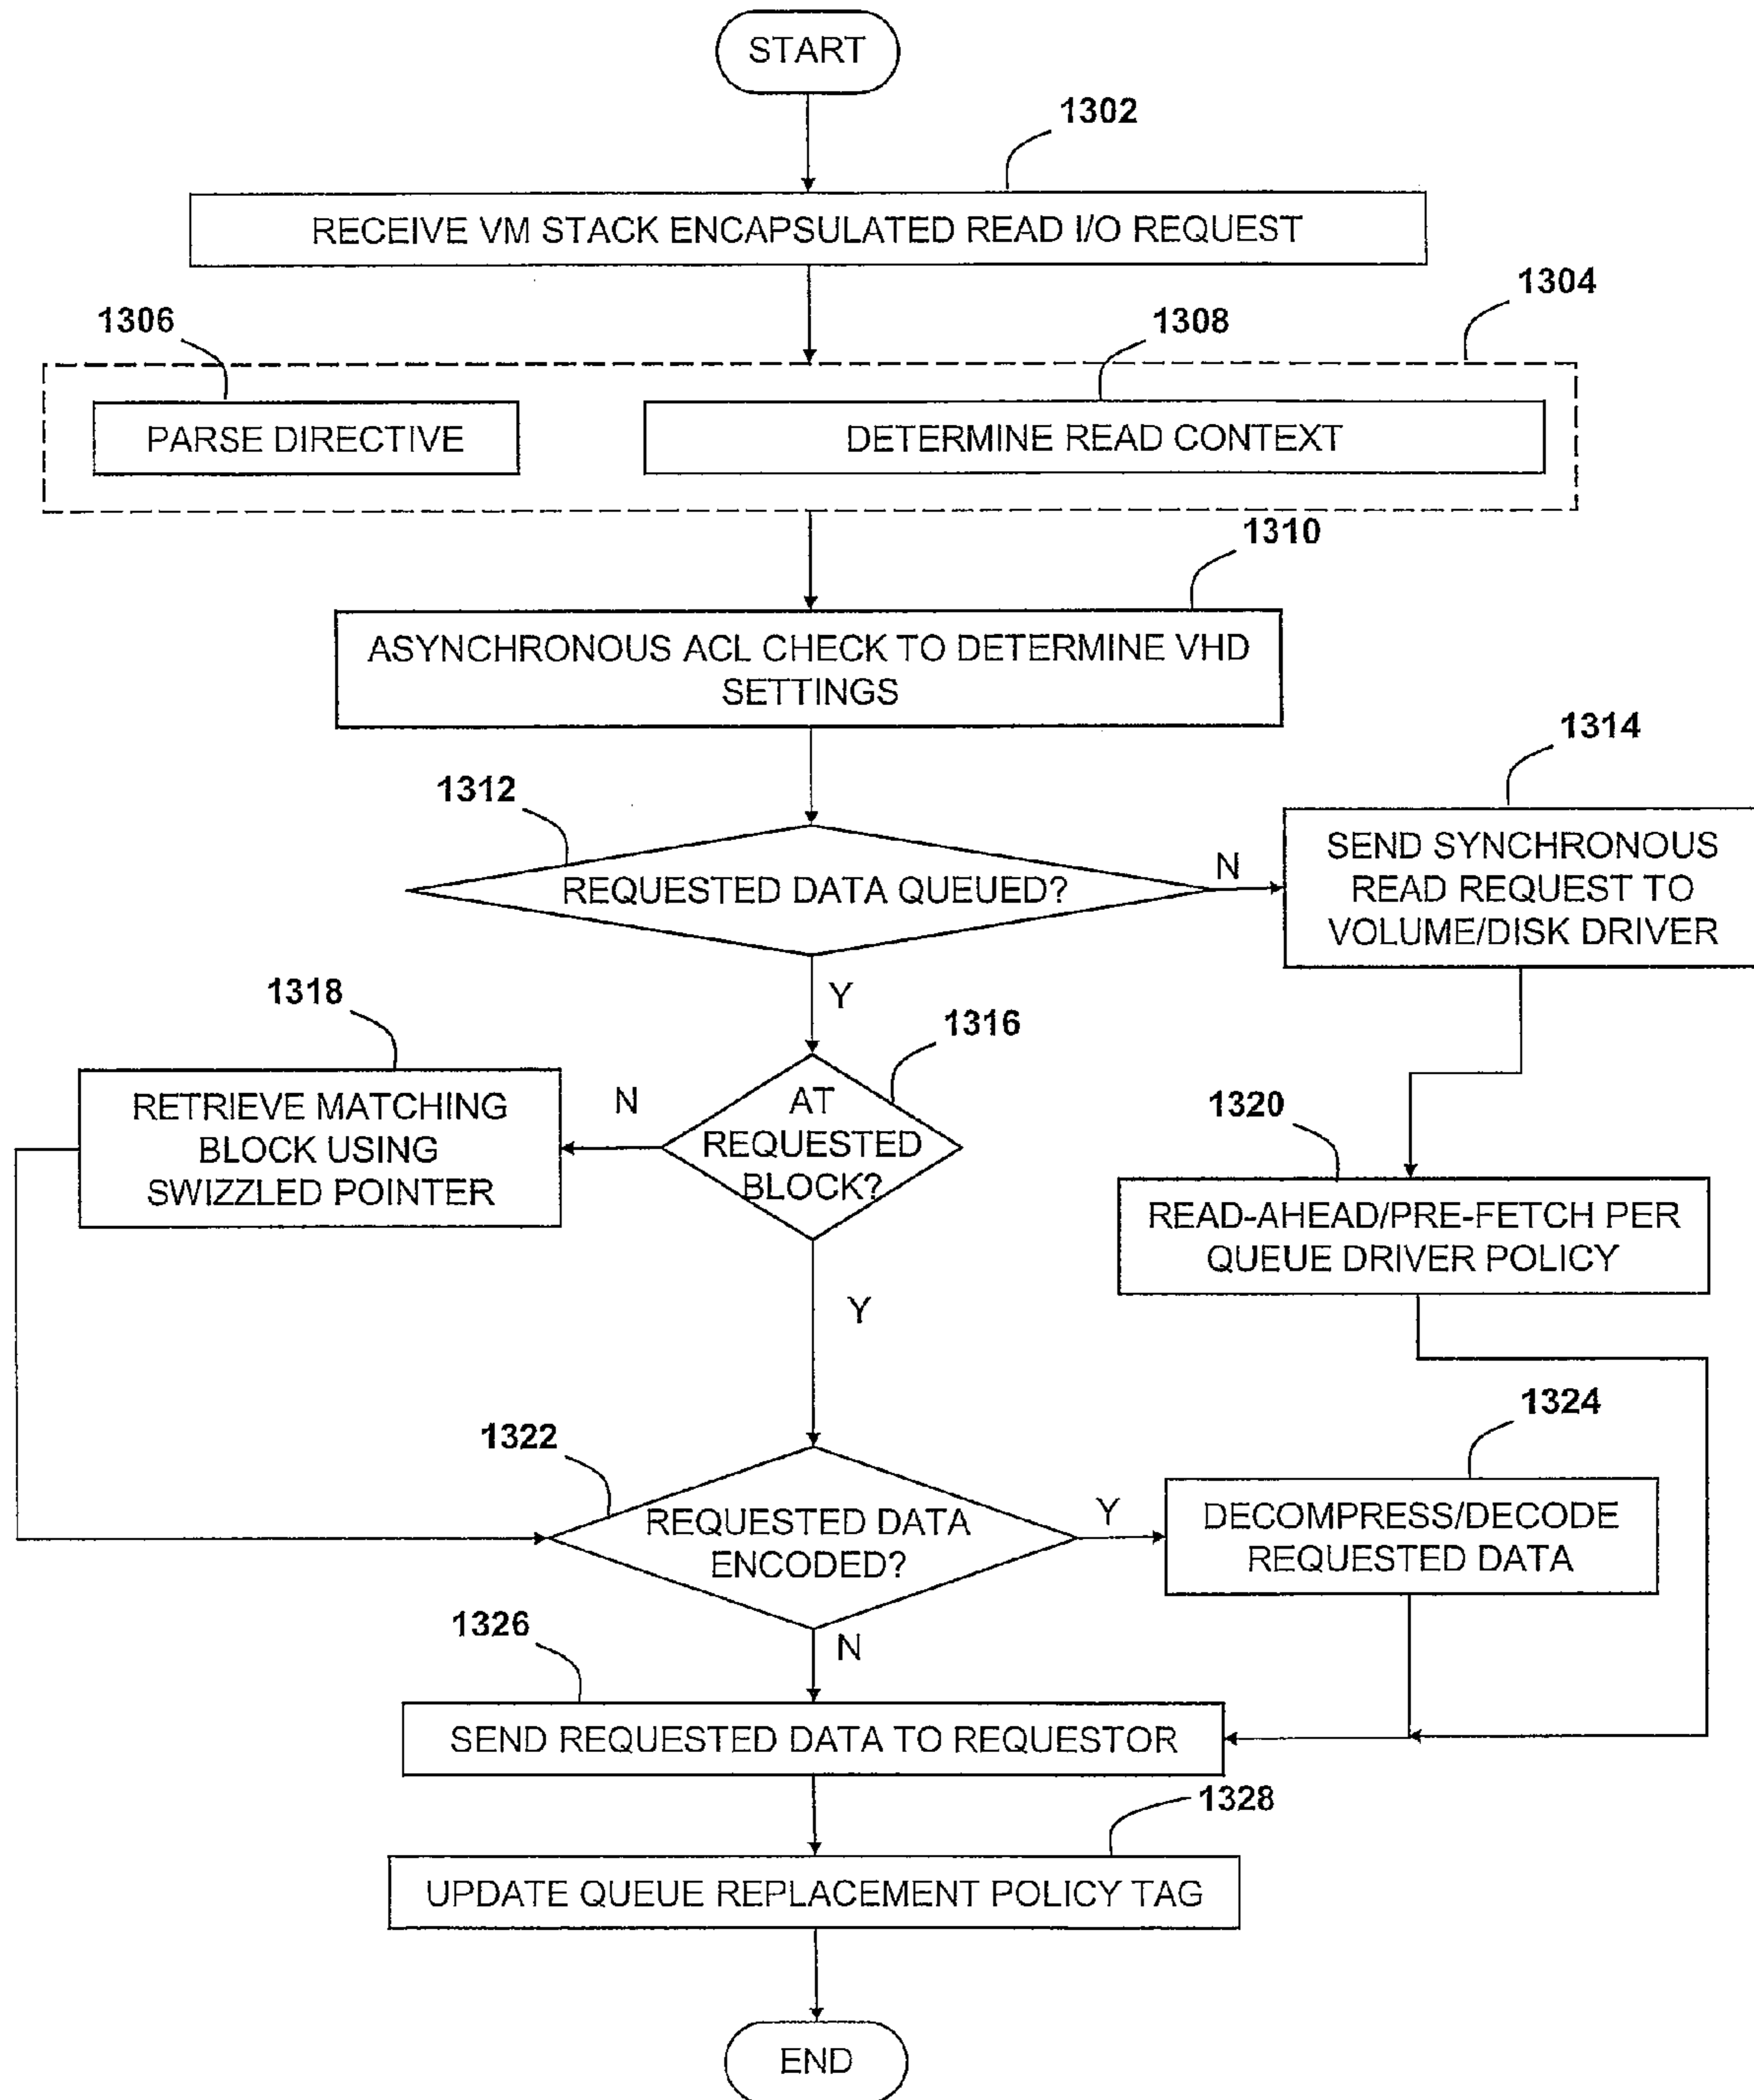 START
1302
RECEIVE VM STACK ENCAPSULATED READ I/O REQUEST
1304
1306
1308
PARSE DIRECTIVE
DETERMINE READ CONTEXT
1310
ASYNCHRONOUS ACL CHECK TO DETERMINE VHD
SETTINGS
1312
1314
REQUESTED DATA QUEUED?
N
SEND SYNCHRONOUS
READ REQUEST TO
VOLUME/DISK DRIVER
Y
1318
1316
RETRIEVE MATCHING
BLOCK USING
SWIZZLED POINTER
N
AT
REQUESTED
BLOCK?
1320
READ-AHEAD/PRE-FETCH PER
QUEUE DRIVER POLICY
Y
1322
1324
REQUESTED DATA
ENCODED?
Y
DECOMPRESS/DECODE
REQUESTED DATA
1326
N
SEND REQUESTED DATA TO REQUESTOR
1328
UPDATE QUEUE REPLACEMENT POLICY TAG
END